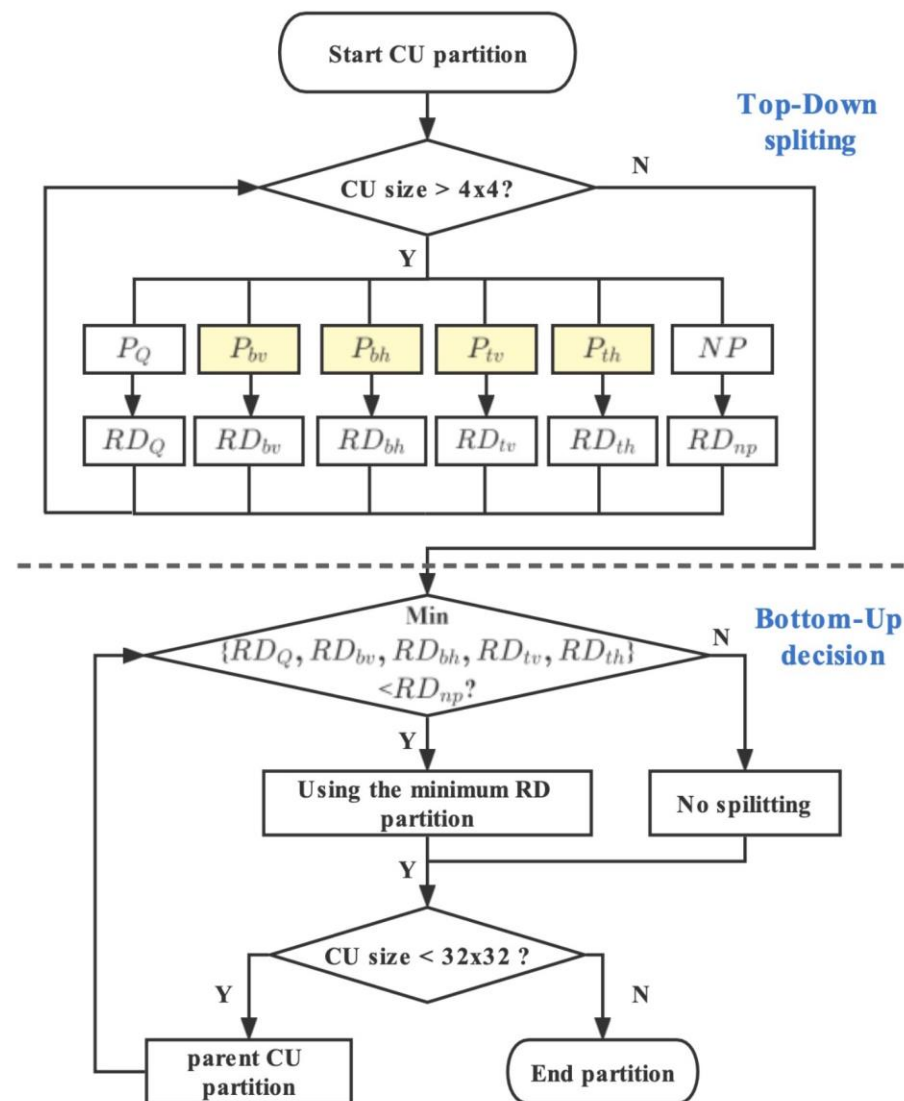 Start CU partition
Top-Down
spliting
CU size > 4x4?
N
Y
P_Q P_bv P_bh P_tv P_th NP
RD_Q RD_bv RD_bh RD_tv RD_th RD_np
Min
{RD_Q, RD_bv, RD_bh, RD_tv, RD_th}
<RD_np?
N
Bottom-Up
decision
Y
Using the minimum RD
partition
No spilitting
Y
CU size < 32x32 ?
Y
N
parent CU
partition
End partition